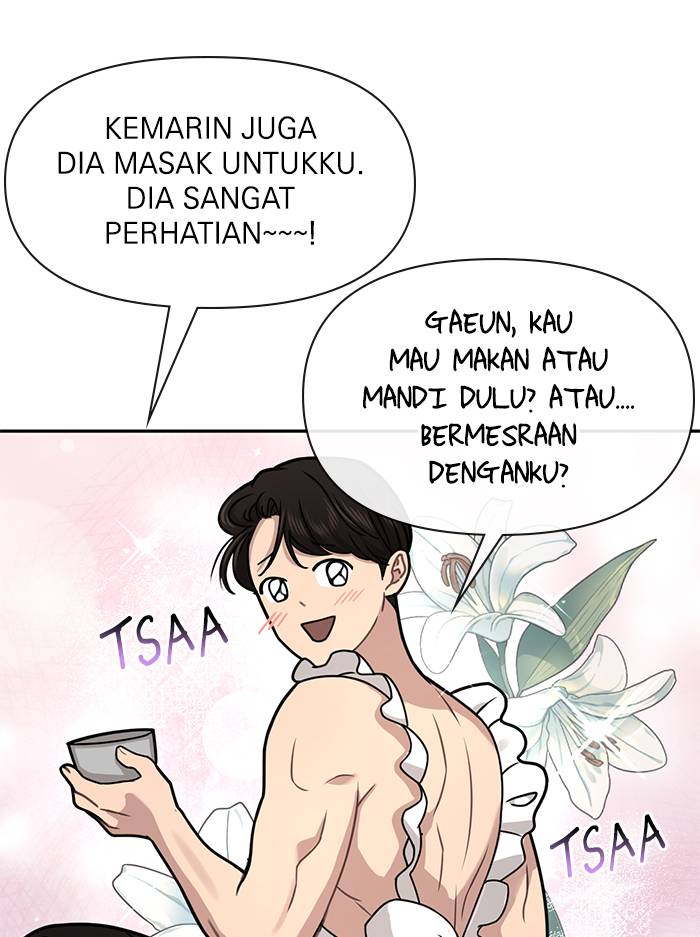 KEMARIN JUGA
DIA MASAK UNTUKKU.
DIA SANGAT
PERHATIAN~~~!
GAEUN, KAU
MAU MAKAN ATAU
MANDI DULU? ATAU....
BERMESRAAN
DENGANKU?
TSAA
TSAA